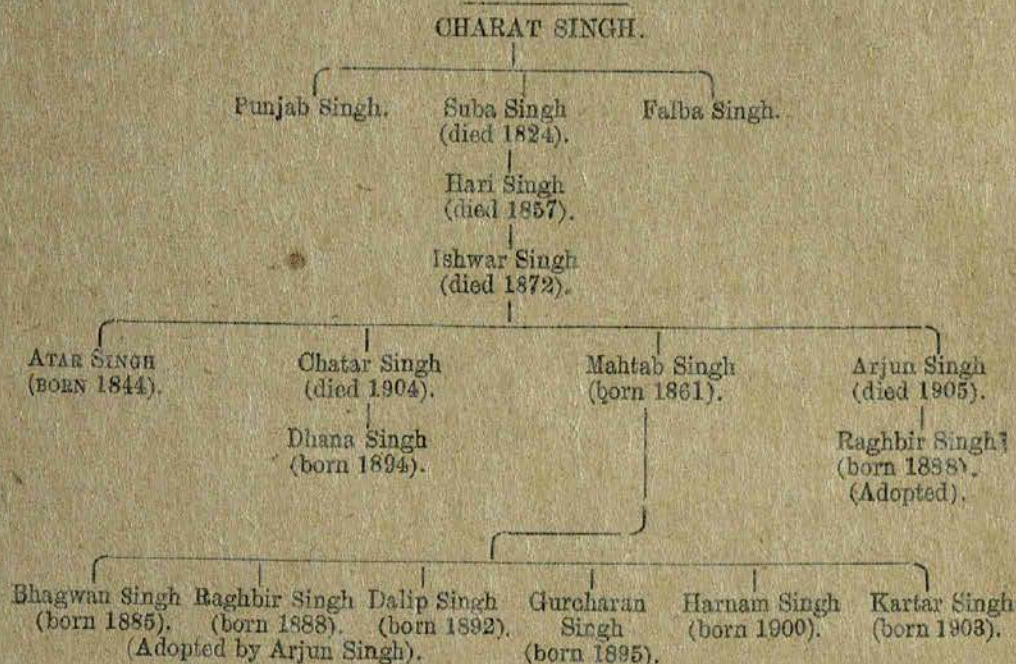 CHARAT SINGH.
Punjab Singh. Suba Singh Falba Singh.
(died 1824).
Hari Singh
(died 1857).
Ishwar Singh
(died 1872).
ATAR SINGH Chatar Singh Mahtab Singh Arjun Singh
(BORN 1844). (died 1904). (born 1861). (died 1905).
Dhana Singh Raghbir Singh
(born 1894). (born 1888).
(Adopted).
Bhagwan Singh Raghbir Singh Dalip Singh Gurcharan Harnam Singh Kartar Singh
(born 1885). (born 1888). (born 1892). Singh (born 1900). (born 1903).
(Adopted by Arjun Singh). (born 1895).